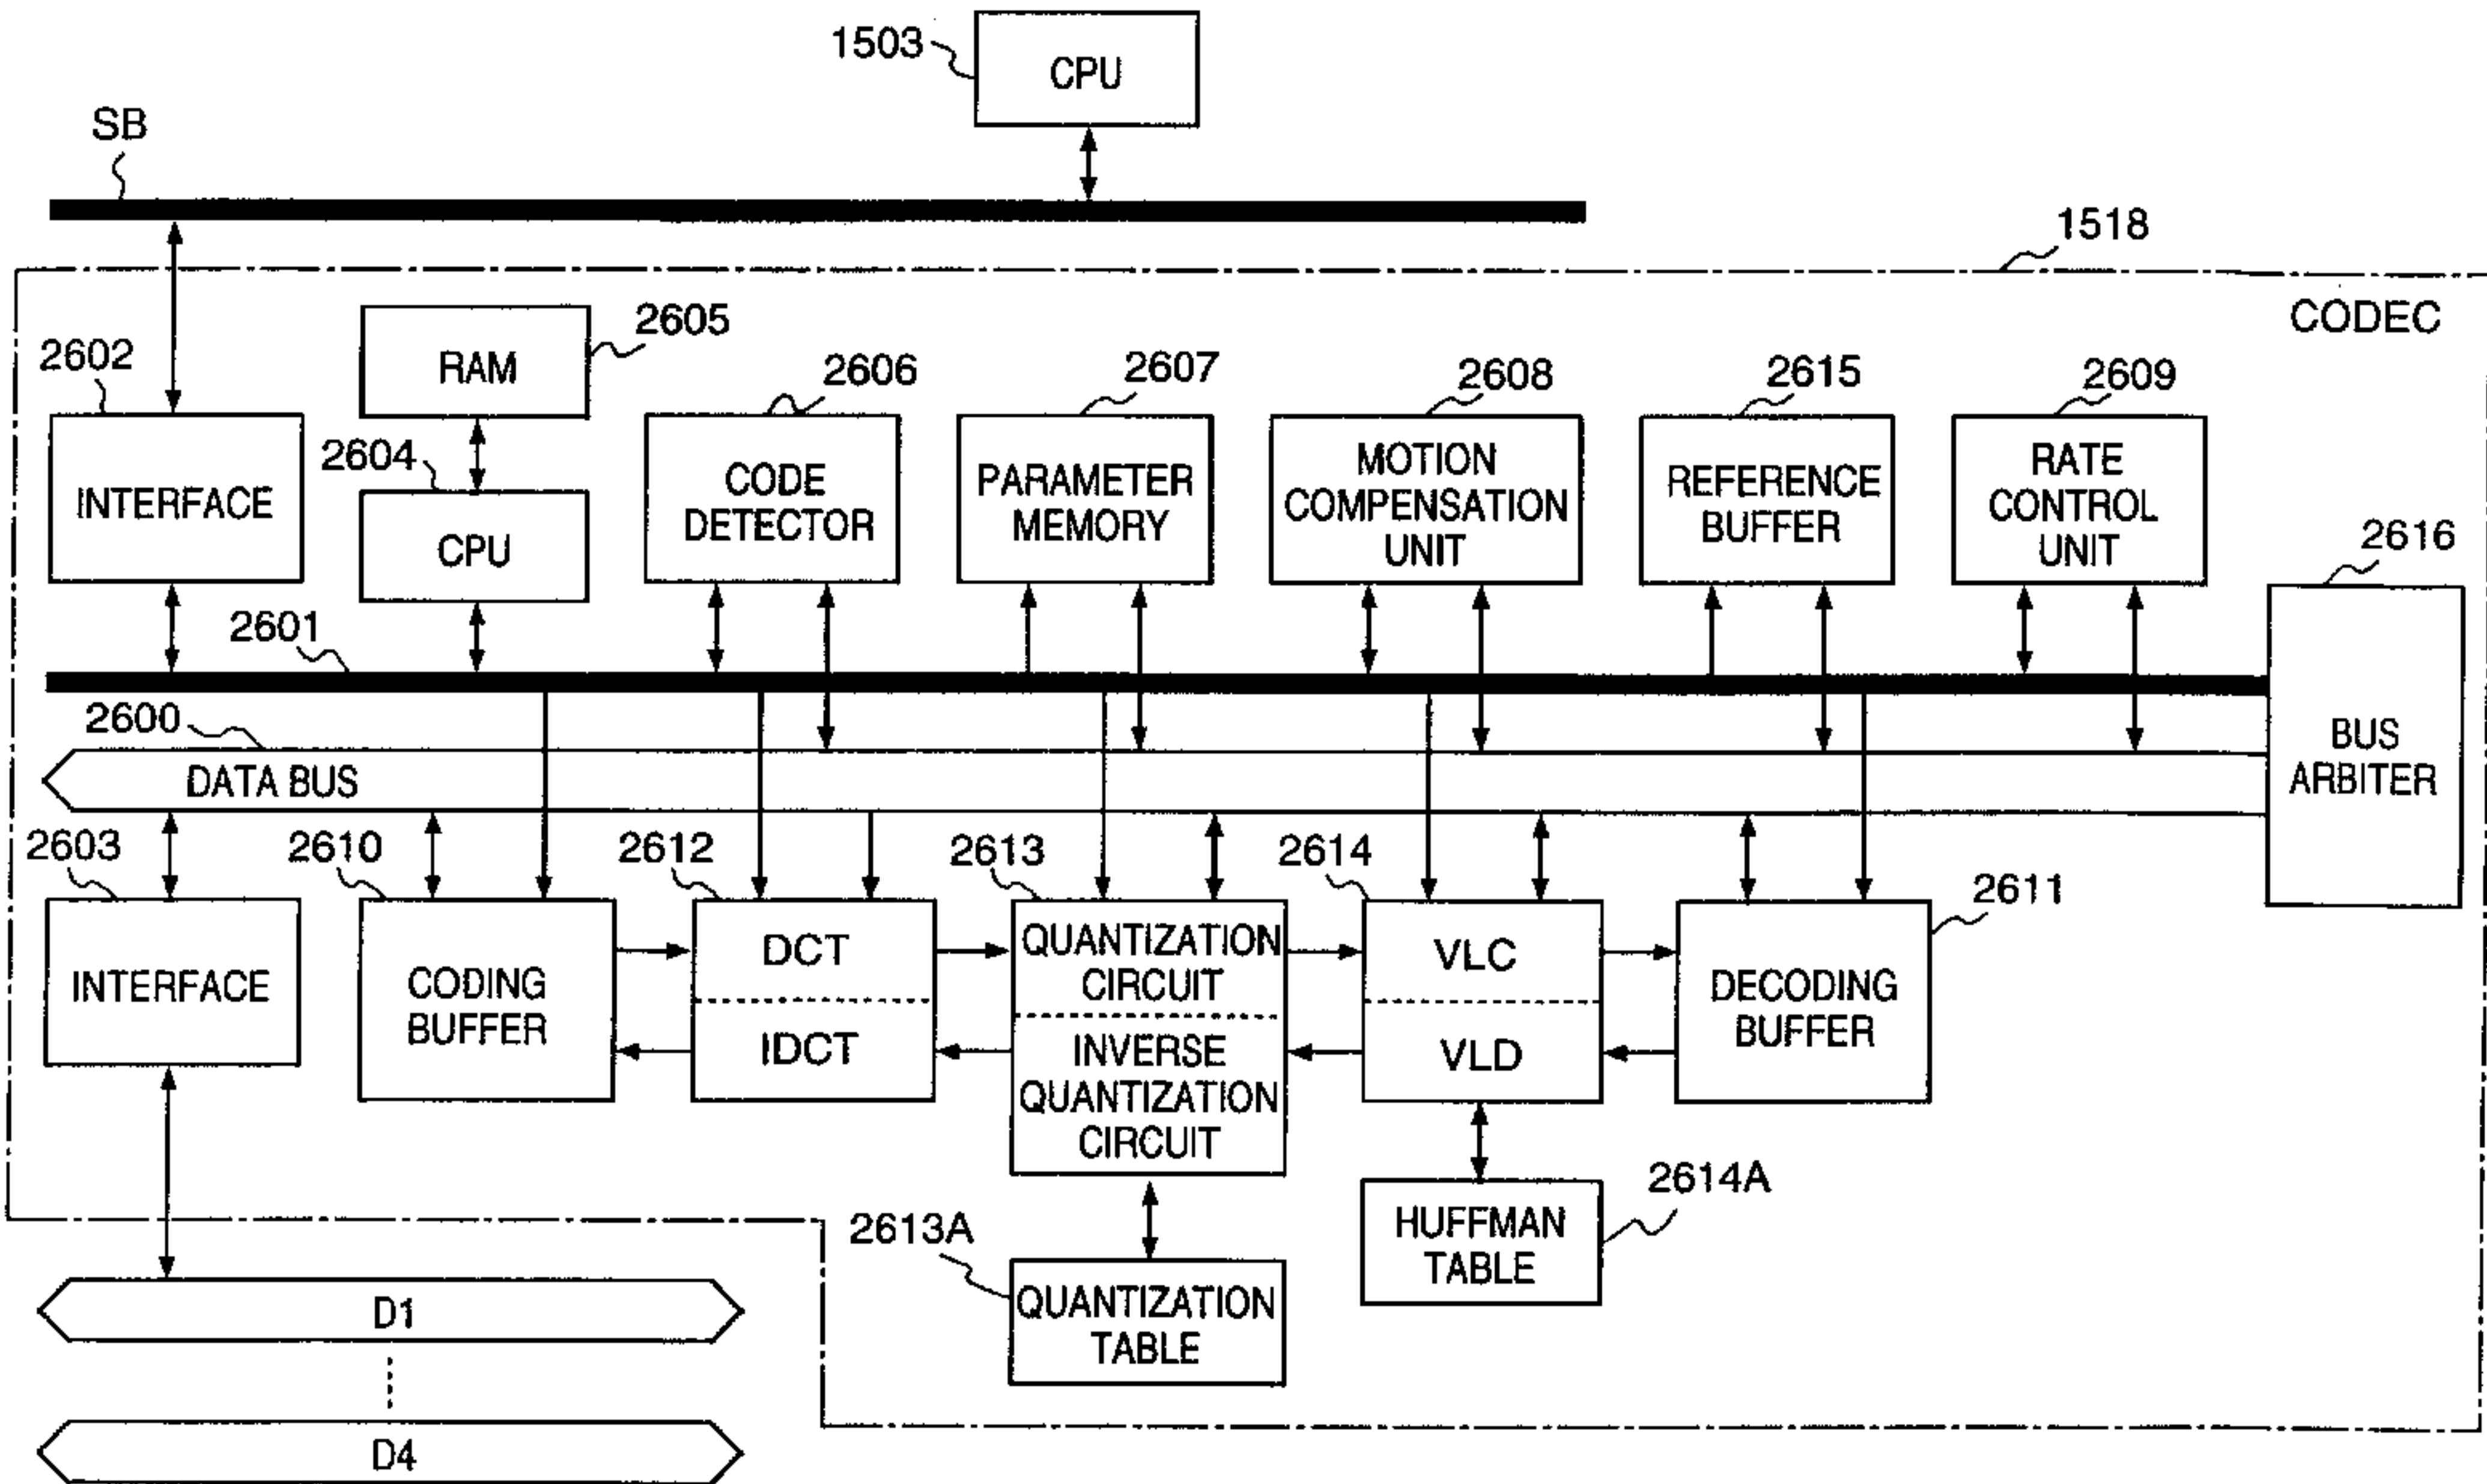 1503
CPU
SB
1518
CODEC
2605
RAM
2602
2606
2607
2608
2615
2609
INTERFACE
2604
CPU
CODE
DETECTOR
PARAMETER
MEMORY
MOTION
COMPENSATION
UNIT
REFERENCE
BUFFER
RATE
CONTROL
UNIT
2616
BUS
ARBITER
2601
2600
DATA BUS
2603
2610
2612
2613
2614
2611
INTERFACE
CODING
BUFFER
DCT
IDCT
QUANTIZATION
CIRCUIT
INVERSE
QUANTIZATION
CIRCUIT
VLC
VLD
DECODING
BUFFER
2613A
QUANTIZATION
TABLE
2614A
HUFFMAN
TABLE
D1
D4